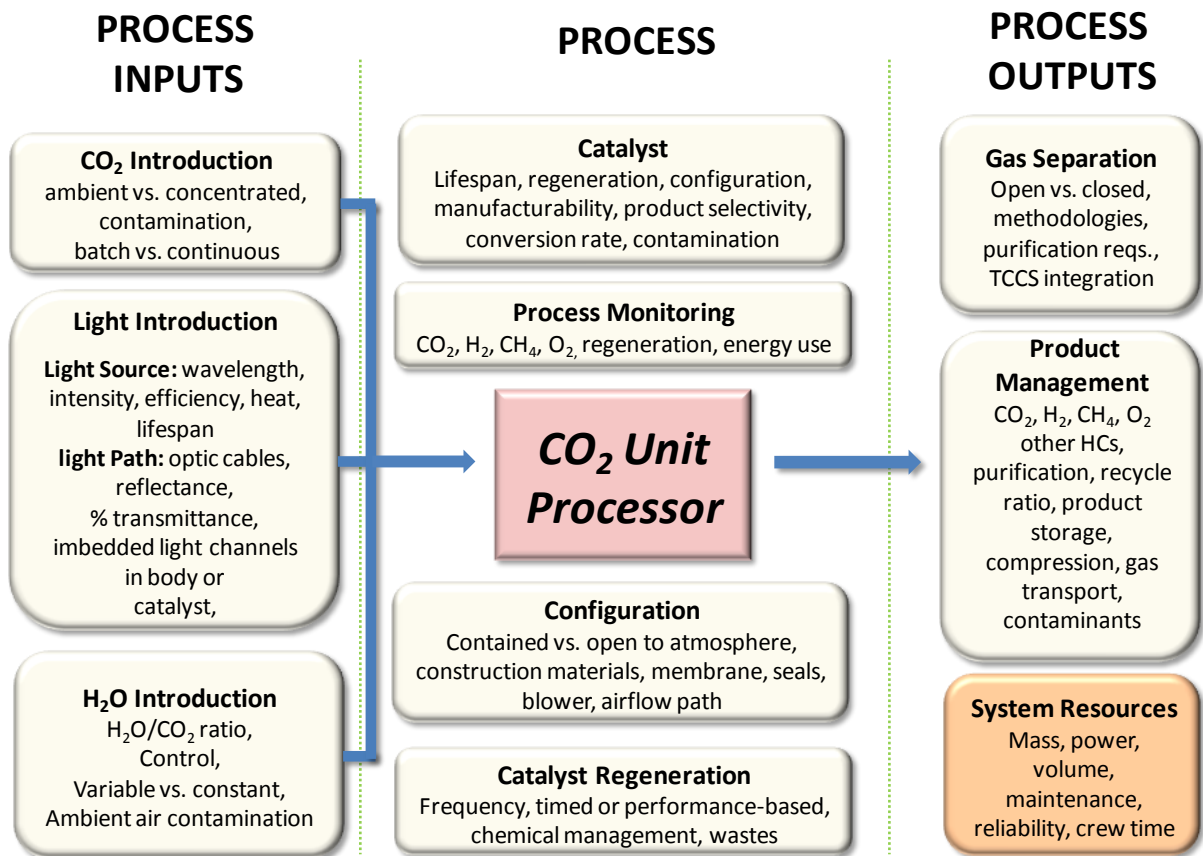 PROCESS
INPUTS
CO₂ Introduction
ambient vs. concentrated,
contamination,
batch vs. continuous
Light Introduction
Light Source: wavelength,
intensity, efficiency, heat,
lifespan
light Path: optic cables,
reflectance,
% transmittance,
imbedded light channels
in body or
catalyst,
H₂O Introduction
H₂O/CO₂ ratio,
Control,
Variable vs. constant,
Ambient air contamination
PROCESS
Catalyst
Lifespan, regeneration, configuration,
manufacturability, product selectivity,
conversion rate, contamination
Process Monitoring
CO₂, H₂, CH₄, O₂, regeneration, energy use
CO₂ Unit
Processor
Configuration
Contained vs. open to atmosphere,
construction materials, membrane, seals,
blower, airflow path
Catalyst Regeneration
Frequency, timed or performance-based,
chemical management, wastes
PROCESS
OUTPUTS
Gas Separation
Open vs. closed,
methodologies,
purification reqs.,
TCCS integration
Product
Management
CO₂, H₂, CH₄, O₂
other HCs,
purification, recycle
ratio, product
storage,
compression, gas
transport,
contaminants
System Resources
Mass, power,
volume,
maintenance,
reliability, crew time